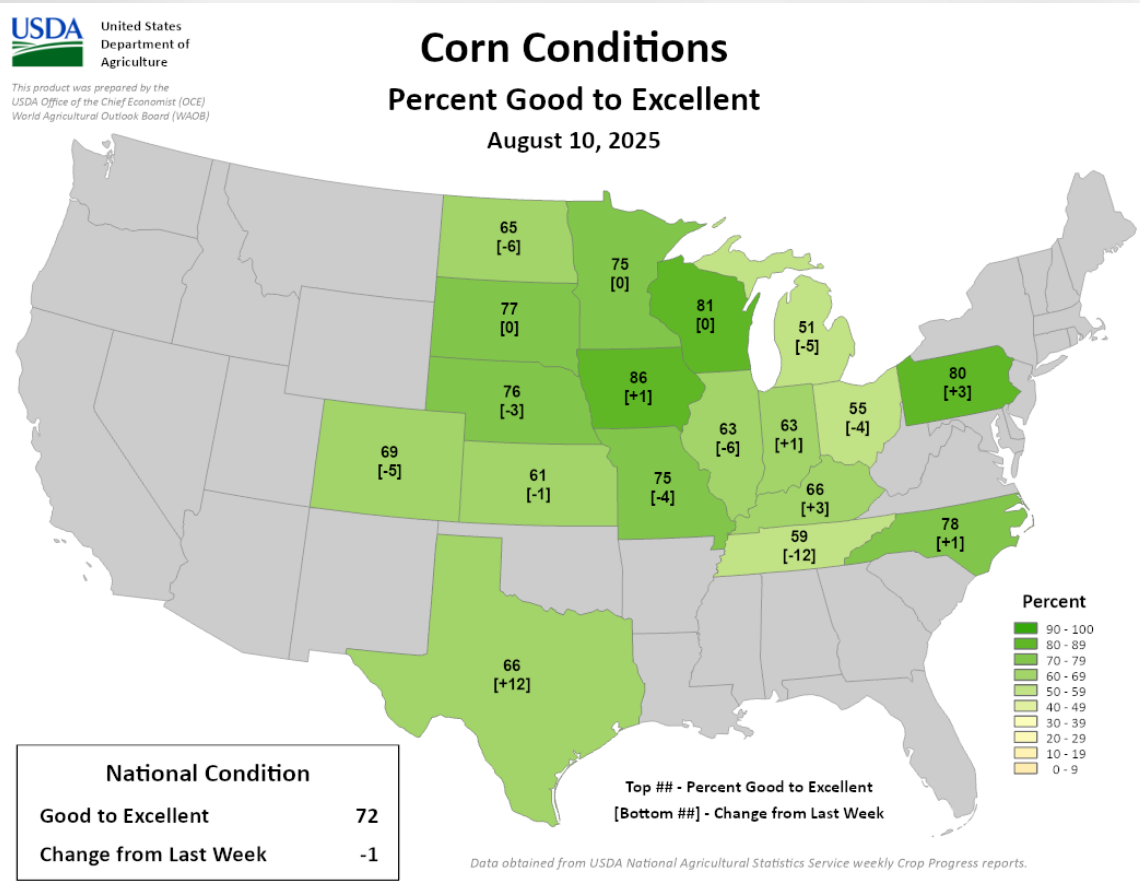 USDA
United States
Department of
Agriculture
This product was prepared by the
USDA Office of the Chief Economist (OCE)
World Agricultural Outlook Board (WAOB)
Corn Conditions
Percent Good to Excellent
August 10, 2025
65
[-6]
75
[0]
77
[0]
81
[0]
51
[-5]
76
[-3]
86
[+1]
80
[+3]
63
[-6]
63
[+1]
55
[-4]
69
[-5]
61
[-1]
75
[-4]
66
[+3]
59
[-12]
78
[+1]
66
[+12]
Percent
90 - 100
80 - 89
70 - 79
60 - 69
50 - 59
40 - 49
30 - 39
20 - 29
10 - 19
0 - 9
National Condition
Good to Excellent 72
Change from Last Week -1
Top ## - Percent Good to Excellent
[Bottom ##] - Change from Last Week
Data obtained from USDA National Agricultural Statistics Service weekly Crop Progress reports.